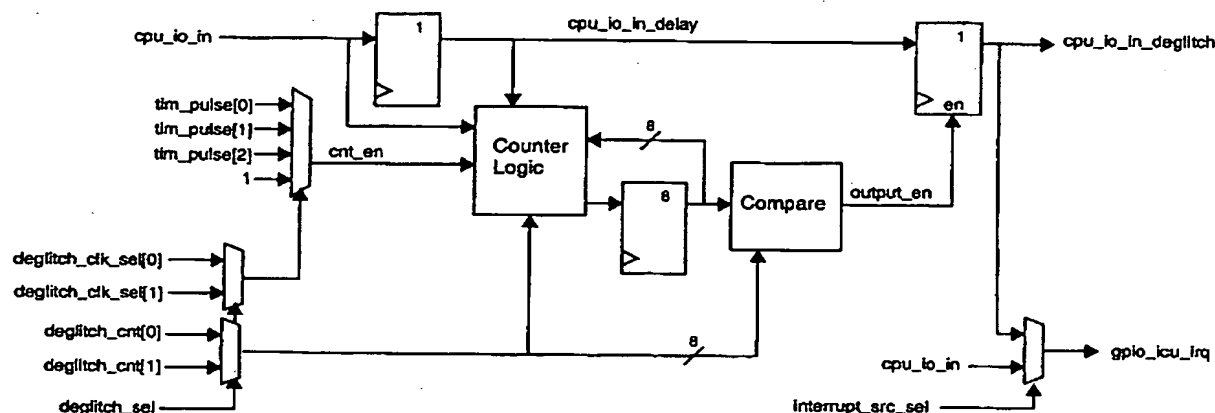 cpu_io_in
1
cpu_io_in_delay
1
cpu_io_in_deglitch
en
tim_pulse[0]
tim_pulse[1]
tim_pulse[2]
1
cnt_en
Counter
Logic
8
8
Compare
output_en
deglitch_clk_sel[0]
deglitch_clk_sel[1]
deglitch_cnt[0]
deglitch_cnt[1]
8
deglitch_sel
cpu_io_in
gpio_icu_irq
interrupt_src_sel